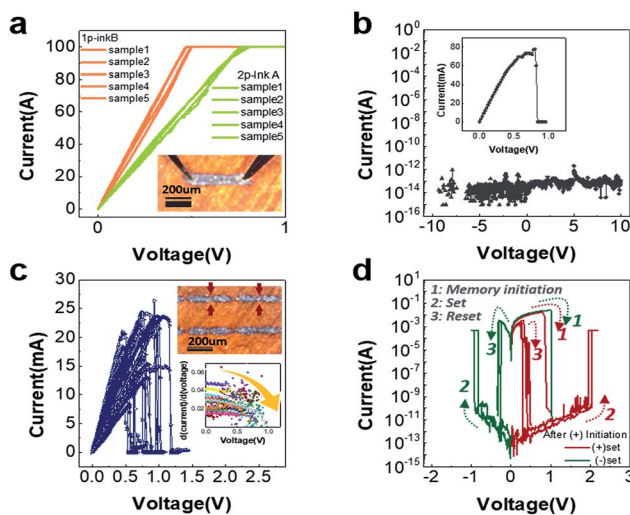 a
1p-inkB
sample1
sample2
sample3
sample4
sample5
2p-Ink A
sample1
sample2
sample3
sample4
sample5
200um
100
80
60
40
20
0
0
1
Current(A)
Voltage(V)
b
10⁰
10⁻²
10⁻⁴
10⁻⁶
10⁻⁸
10⁻¹⁰
10⁻¹²
10⁻¹⁴
10⁻¹⁶
-10
-5
0
5
10
Current(A)
Voltage(V)
80
60
40
20
0
0.0
0.5
1.0
1.5
Current(mA)
Voltage(V)
c
30
25
20
15
10
5
0
0.0
0.5
1.0
1.5
2.0
2.5
Current(mA)
Voltage(V)
200um
0.06
0.04
0.02
0.0
0.5
1.0
d(current)/d(voltage)
Voltage(V)
d
1: Memory initiation
2: Set
3: Reset
10¹
10⁻¹
10⁻³
10⁻⁵
10⁻⁷
10⁻⁹
10⁻¹¹
10⁻¹³
10⁻¹⁵
-2
-1
0
1
2
3
Current(A)
Voltage(V)
1
1
2
2
3
3
After (+) Initiation
(+)set
(-)set